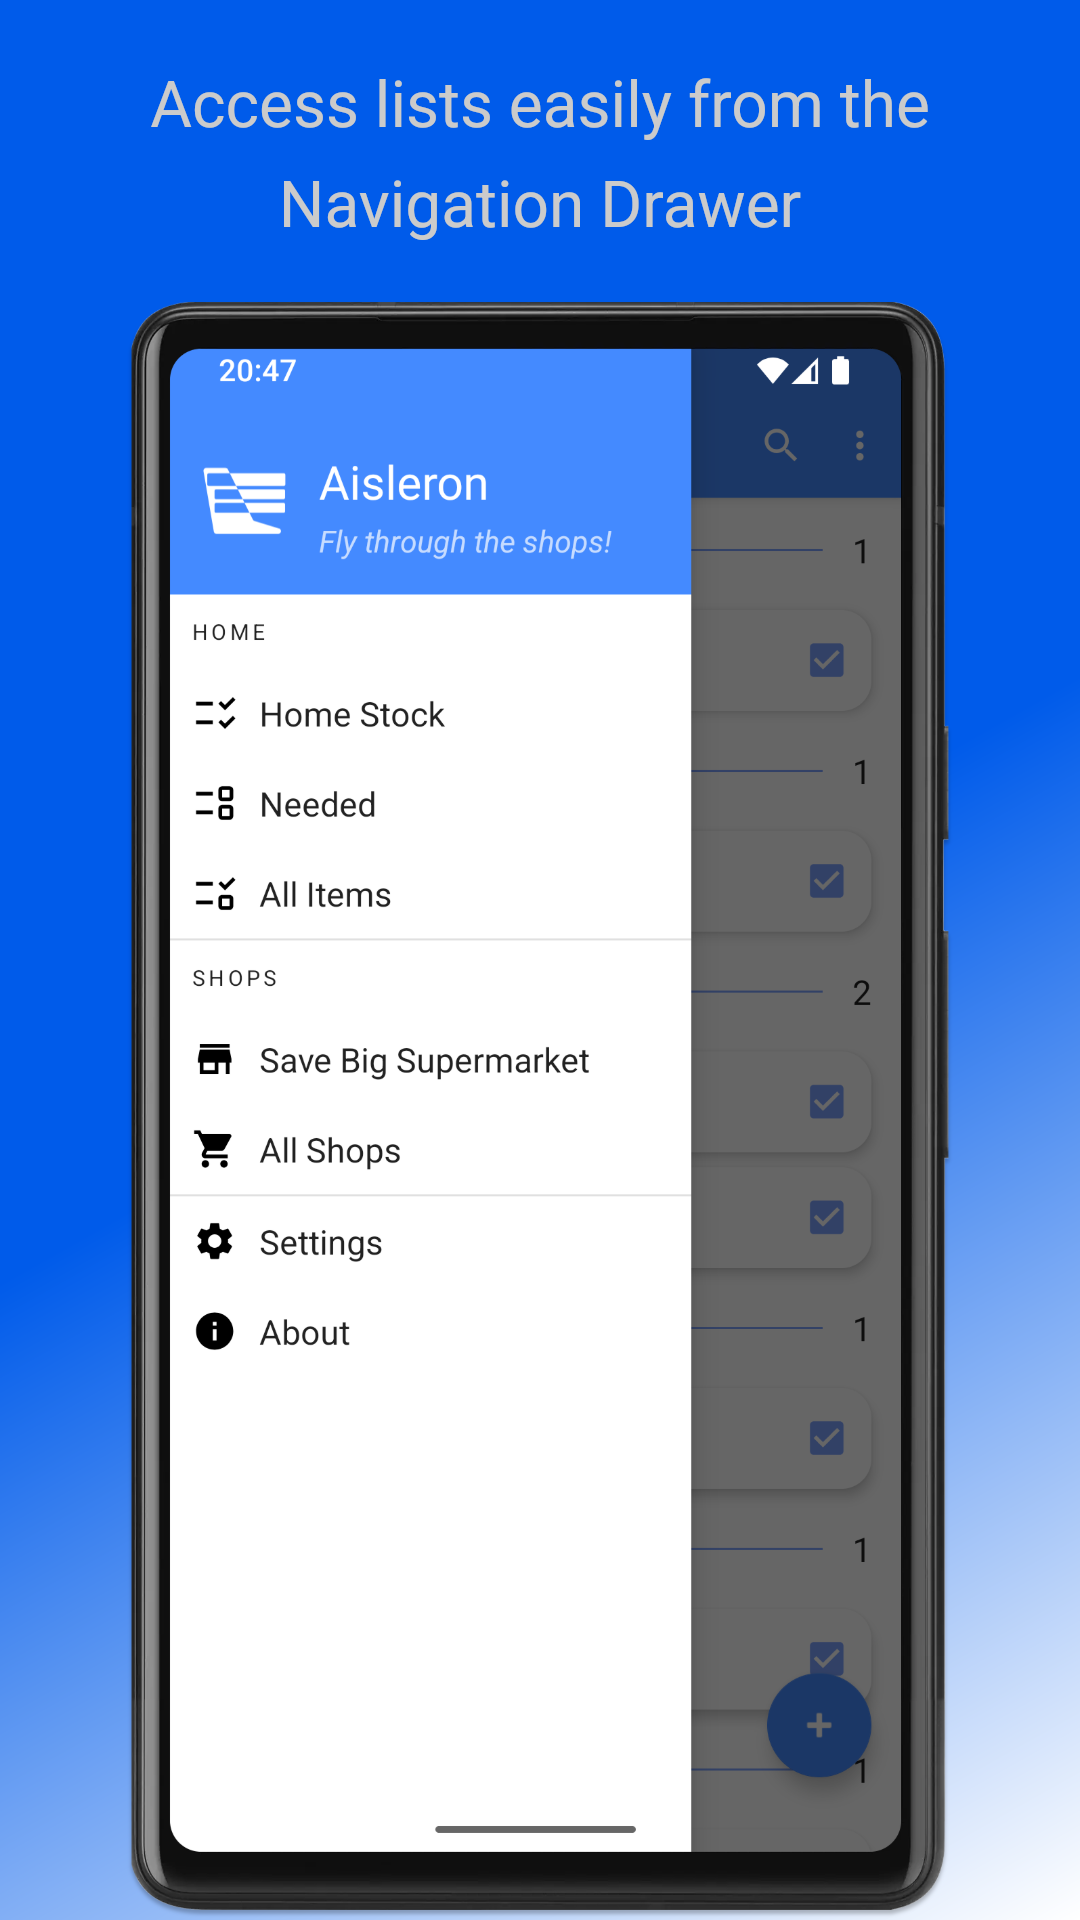 Access lists easily from the
Navigation Drawer
20:47
Aisleron
Fly through the shops!
HOME
Home Stock
Needed
All Items
SHOPS
Save Big Supermarket
All Shops
Settings
About
1
1
2
1
1
1